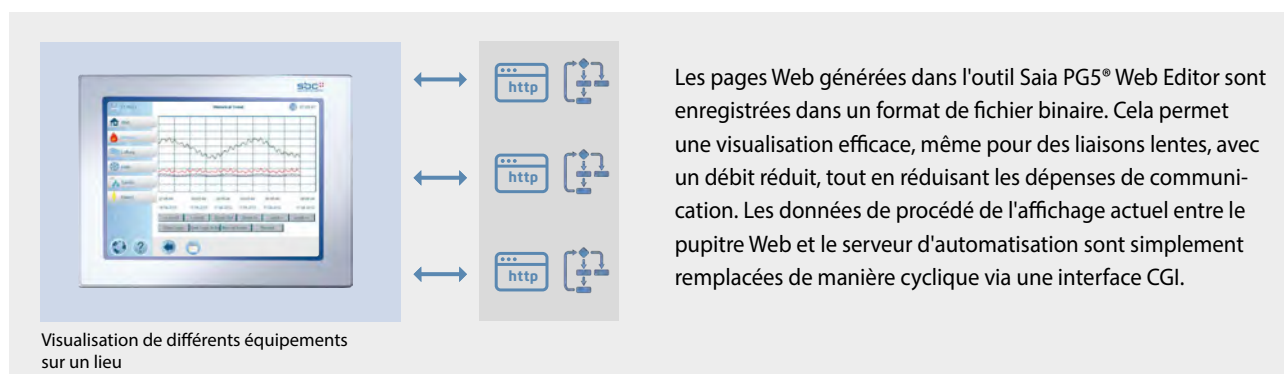 sbc
Historical Trend
http
http
http
Visualisation de différents équipements
sur un lieu
Les pages Web générées dans l'outil Saia PG5® Web Editor sont
enregistrées dans un format de fichier binaire. Cela permet
une visualisation efficace, même pour des liaisons lentes, avec
un débit réduit, tout en réduisant les dépenses de communi-
cation. Les données de procédé de l'affichage actuel entre le
pupitre Web et le serveur d'automatisation sont simplement
remplacées de manière cyclique via une interface CGI.